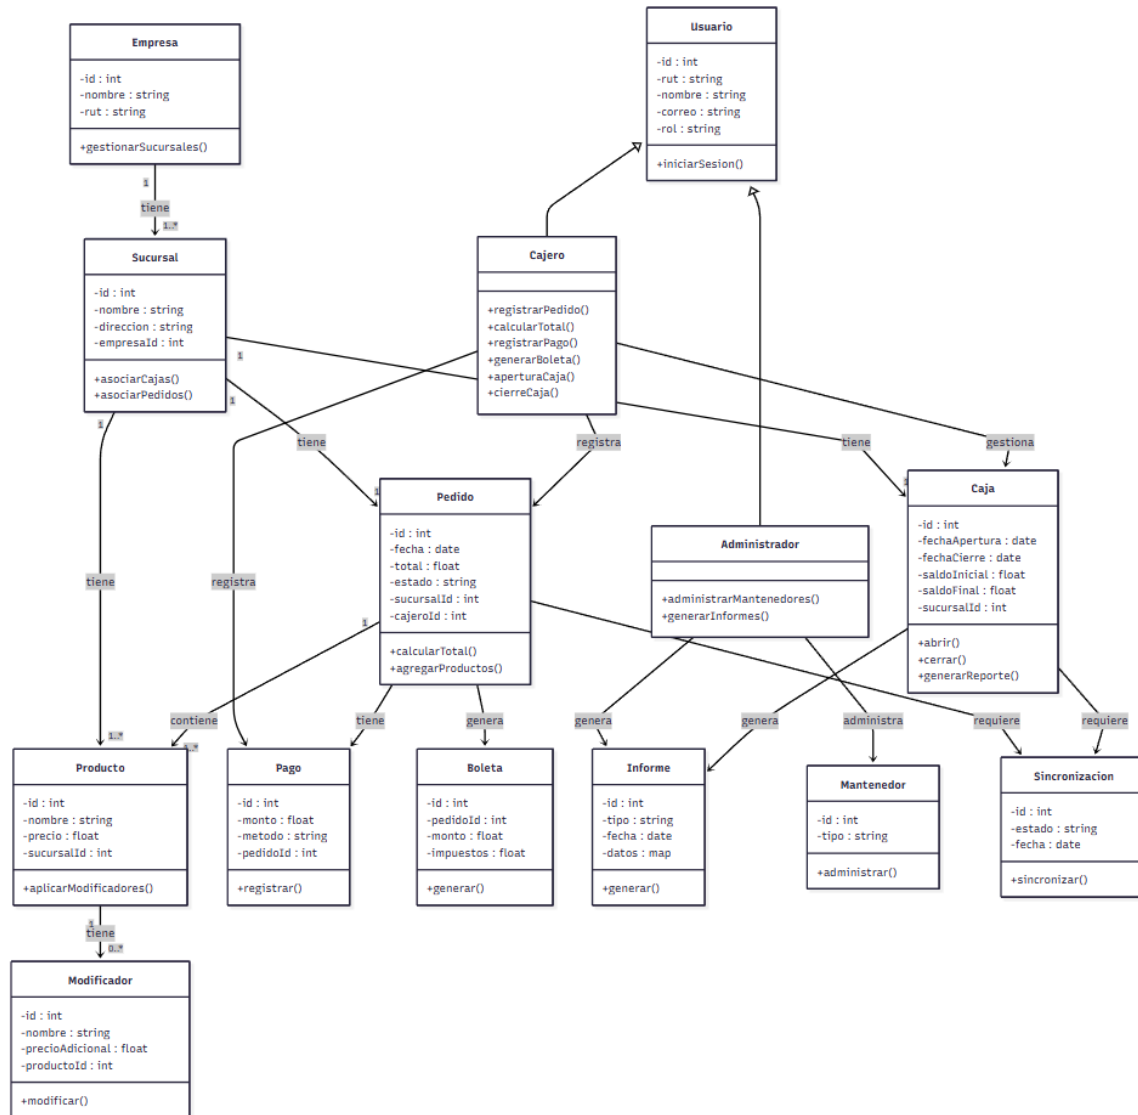 Empresa
-id : int
-nombre : string
-rut : string
+gestionarSucursales()
Usuario
-id : int
-rut : string
-nombre : string
-correo : string
-rol : string
+iniciarSesion()
1
tiene
1..*
Sucursal
-id : int
-nombre : string
-direccion : string
-empresaId : int
+asociarCajas()
+asociarPedidos()
Cajero
+registrarPedido()
+calcularTotal()
+registrarPago()
+generarBoleta()
+aperturaCaja()
+cierreCaja()
1
1
1
tiene
registra
tiene
gestiona
1
1
Pedido
-id : int
-fecha : date
-total : float
-estado : string
-sucursalId : int
-cajeroId : int
+calcularTotal()
+agregarProductos()
Administrador
+administrarMantenedores()
+generarInformes()
Caja
-id : int
-fechaApertura : date
-fechaCierre : date
-saldoInicial : float
-saldoFinal : float
-sucursalId : int
+abrir()
+cerrar()
+generarReporte()
tiene
registra
1
contiene
tiene
genera
genera
genera
administra
requiere
requiere
1..*
Producto
-id : int
-nombre : string
-precio : float
-sucursalId : int
+aplicarModificadores()
Pago
-id : int
-monto : float
-metodo : string
-pedidoId : int
+registrar()
Boleta
-id : int
-pedidoId : int
-monto : float
-impuestos : float
+generar()
Informe
-id : int
-tipo : string
-fecha : date
-datos : map
+generar()
Mantenedor
-id : int
-tipo : string
+administrar()
Sincronizacion
-id : int
-estado : string
-fecha : date
+sincronizar()
1
tiene
0..*
Modificador
-id : int
-nombre : string
-precioAdicional : float
-productoId : int
+modificar()